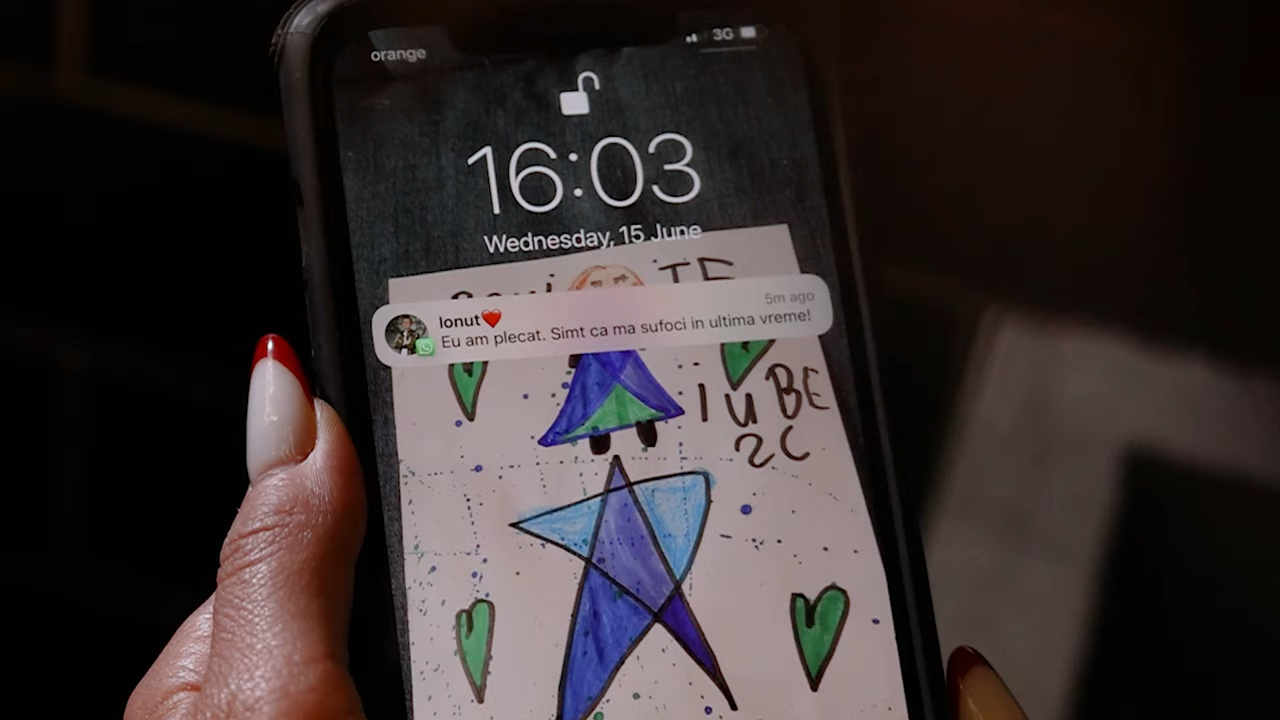 orange 3G
16:03
Wednesday, 15 June
TE
5m ago
Ionut❤️
Eu am plecat. Simt ca ma sufoci in ultima vreme!
IUBE
SC